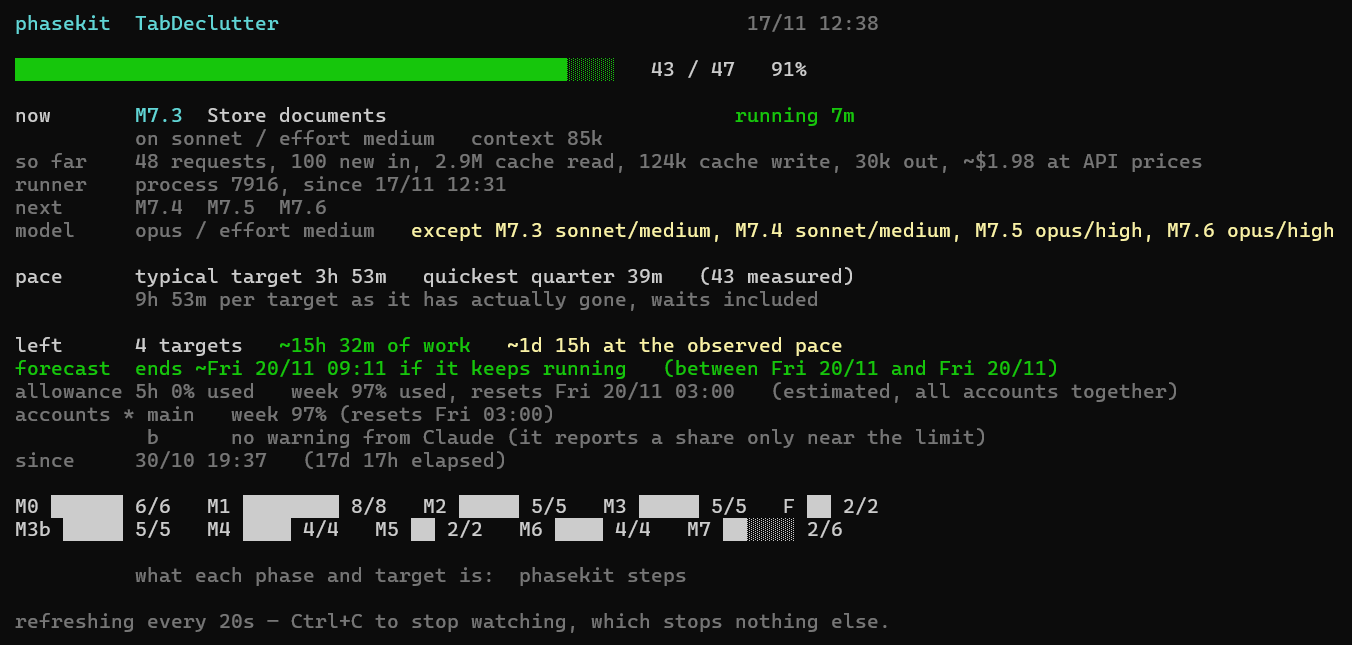 phasekit  TabDeclutter  17/11 12:38
43 / 47   91%
now  M7.3  Store documents  running 7m
on sonnet / effort medium   context 85k
so far  48 requests, 100 new in, 2.9M cache read, 124k cache write, 30k out, ~$1.98 at API prices
runner  process 7916, since 17/11 12:31
next  M7.4  M7.5  M7.6
model  opus / effort medium   except M7.3 sonnet/medium, M7.4 sonnet/medium, M7.5 opus/high, M7.6 opus/high
pace  typical target 3h 53m   quickest quarter 39m   (43 measured)
9h 53m per target as it has actually gone, waits included
left  4 targets   ~15h 32m of work   ~1d 15h at the observed pace
forecast  ends ~Fri 20/11 09:11 if it keeps running   (between Fri 20/11 and Fri 20/11)
allowance 5h 0% used   week 97% used, resets Fri 20/11 03:00   (estimated, all accounts together)
accounts * main   week 97% (resets Fri 03:00)
b      no warning from Claude (it reports a share only near the limit)
since  30/10 19:37   (17d 17h elapsed)
M0 6/6   M1 8/8   M2 5/5   M3 5/5   F 2/2
M3b 5/5   M4 4/4   M5 2/2   M6 4/4   M7 2/6
what each phase and target is:  phasekit steps
refreshing every 20s — Ctrl+C to stop watching, which stops nothing else.